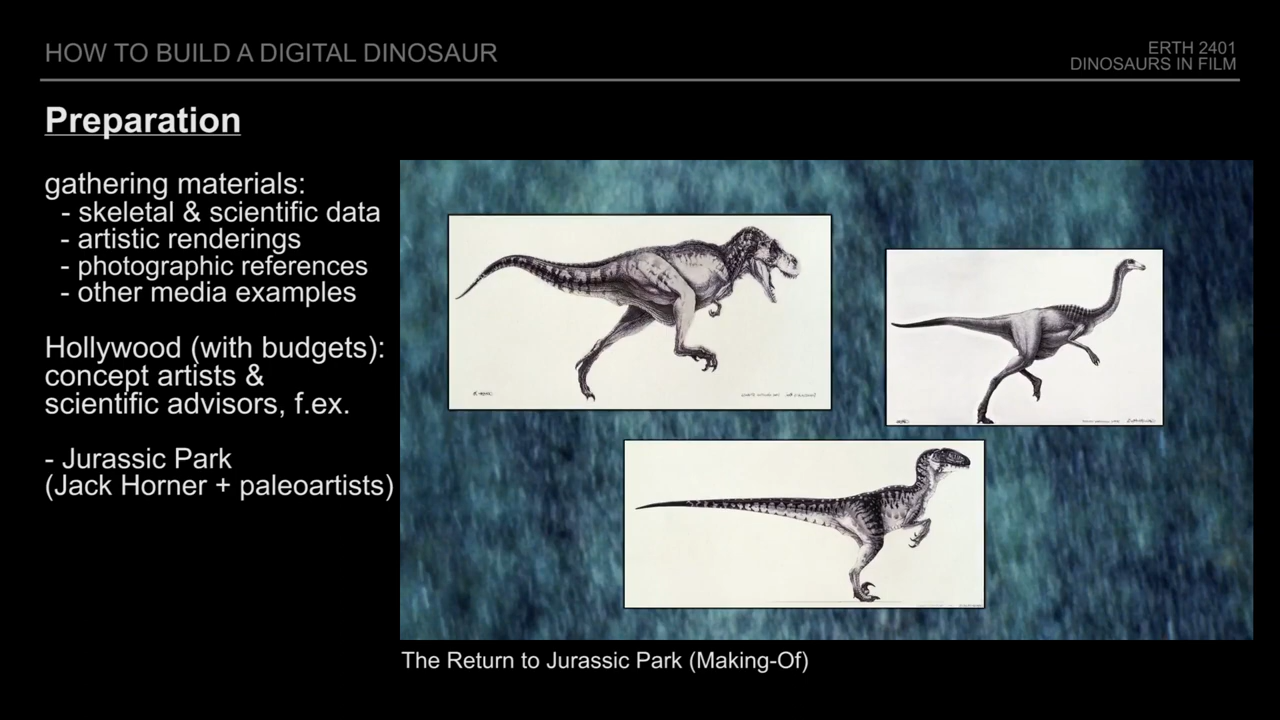 HOW TO BUILD A DIGITAL DINOSAUR
ERTH 2401
DINOSAURS IN FILM
Preparation
gathering materials:
- skeletal & scientific data
- artistic renderings
- photographic references
- other media examples
Hollywood (with budgets):
concept artists &
scientific advisors, f.ex.
- Jurassic Park
(Jack Horner + paleoartists)
The Return to Jurassic Park (Making-Of)